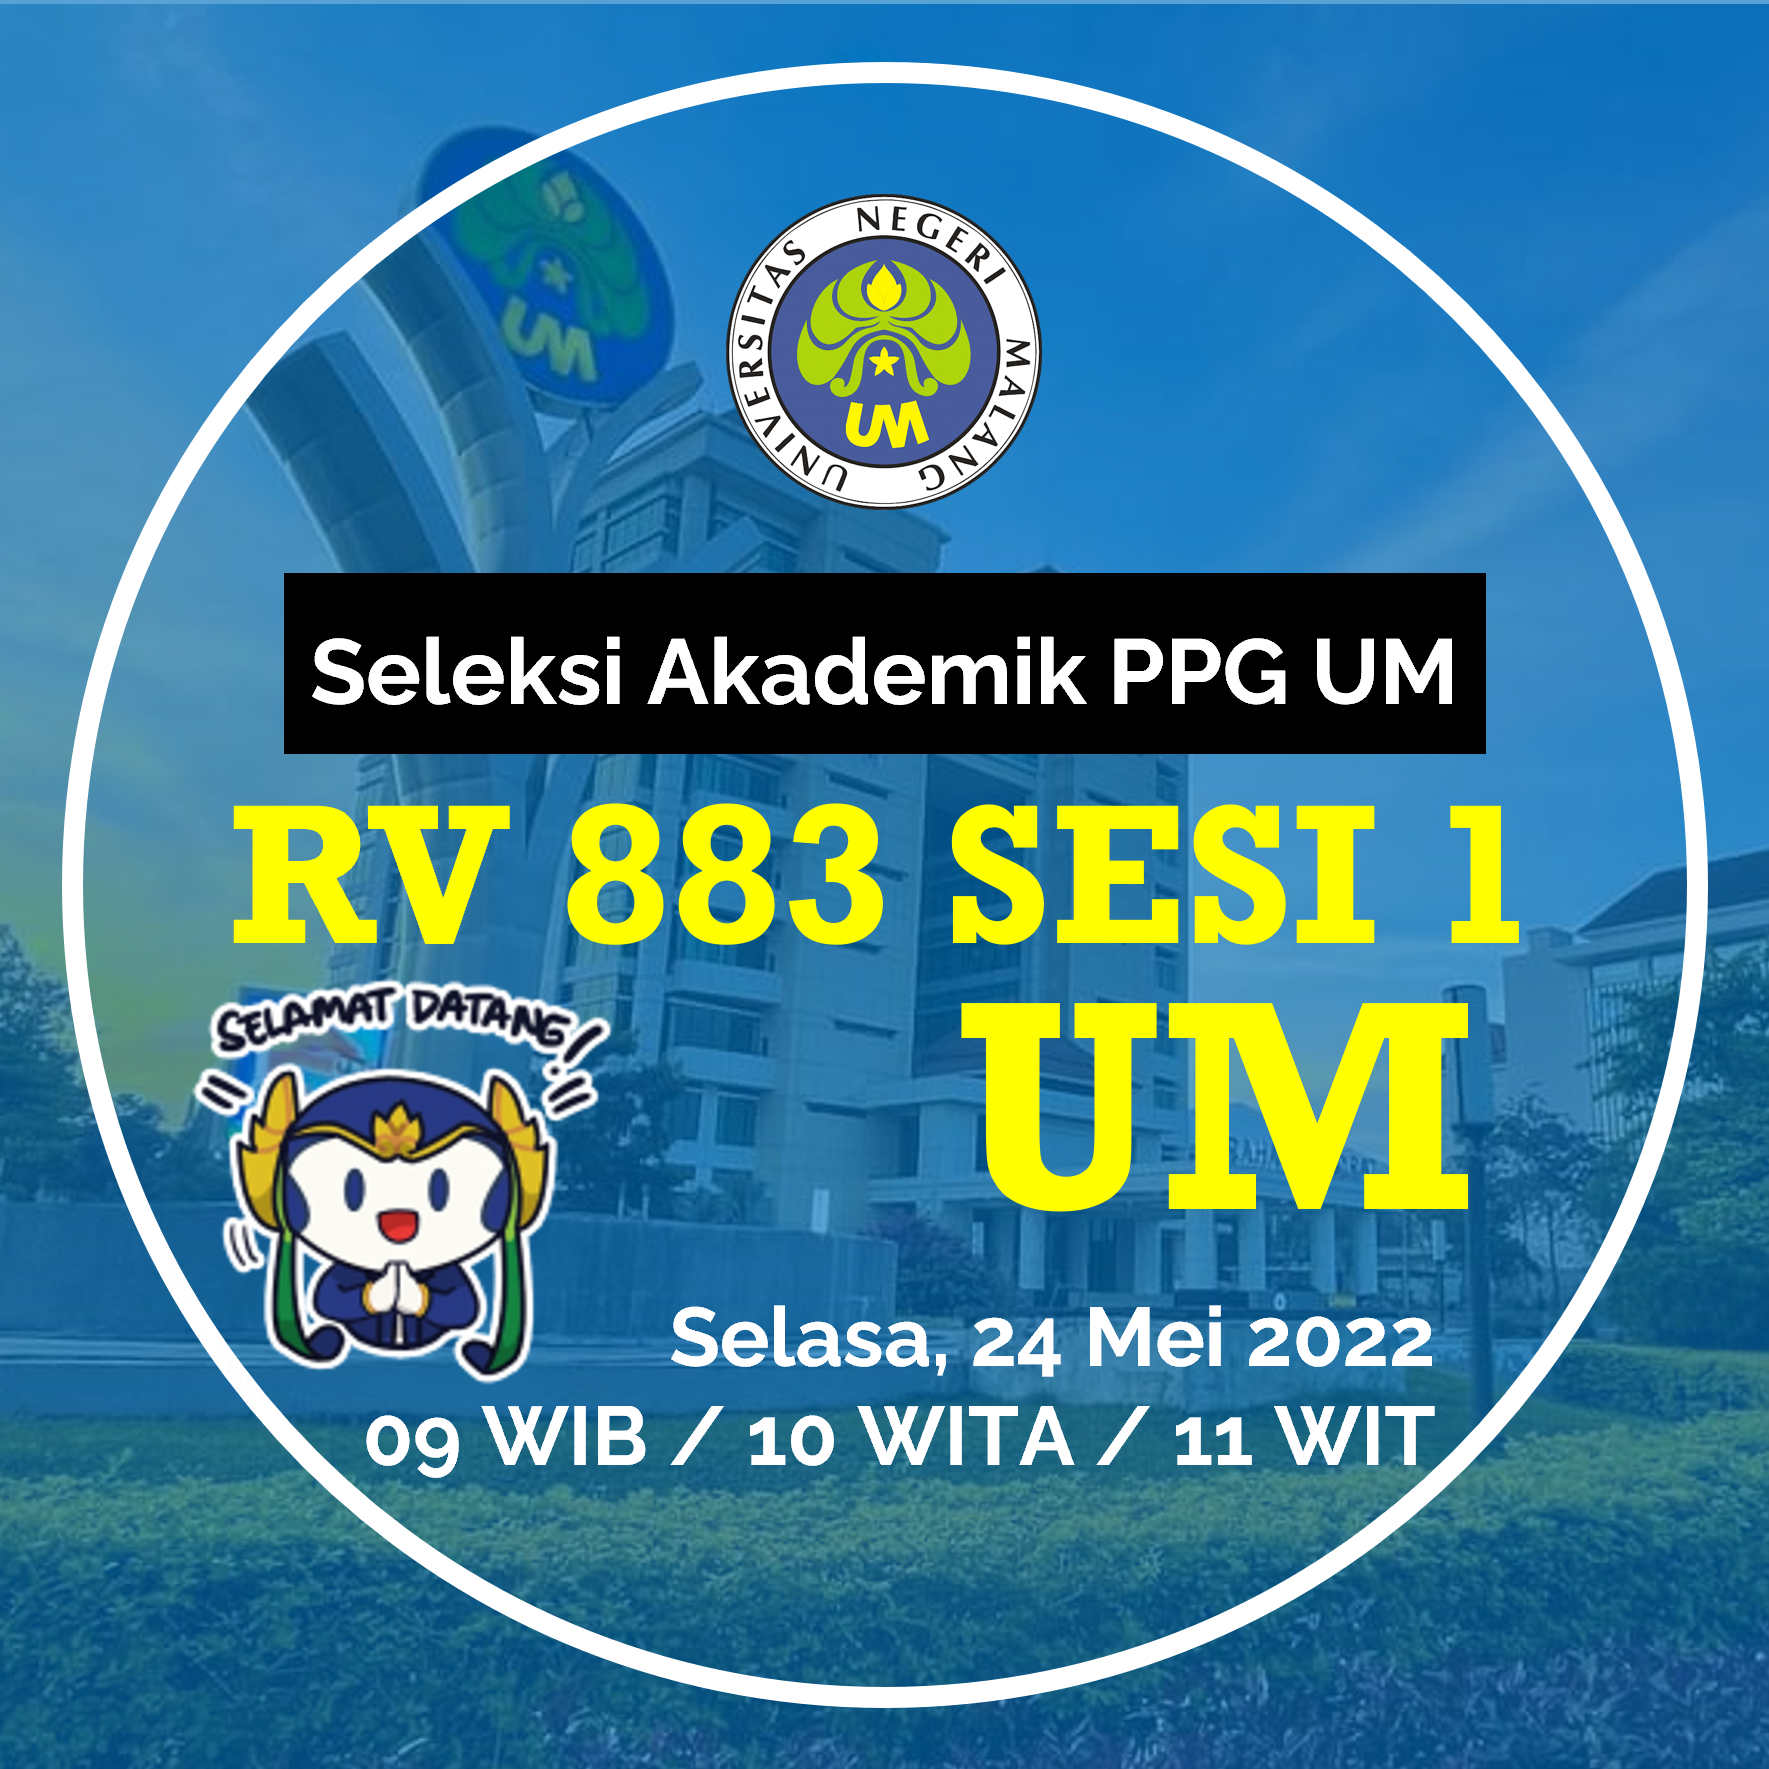 UNIVERSITAS NEGERI MALANG
UM
UM
Seleksi Akademik PPG UM
RV 883 SESI 1
UM
SELAMAT DATANG!
Selasa, 24 Mei 2022
09 WIB / 10 WITA / 11 WIT